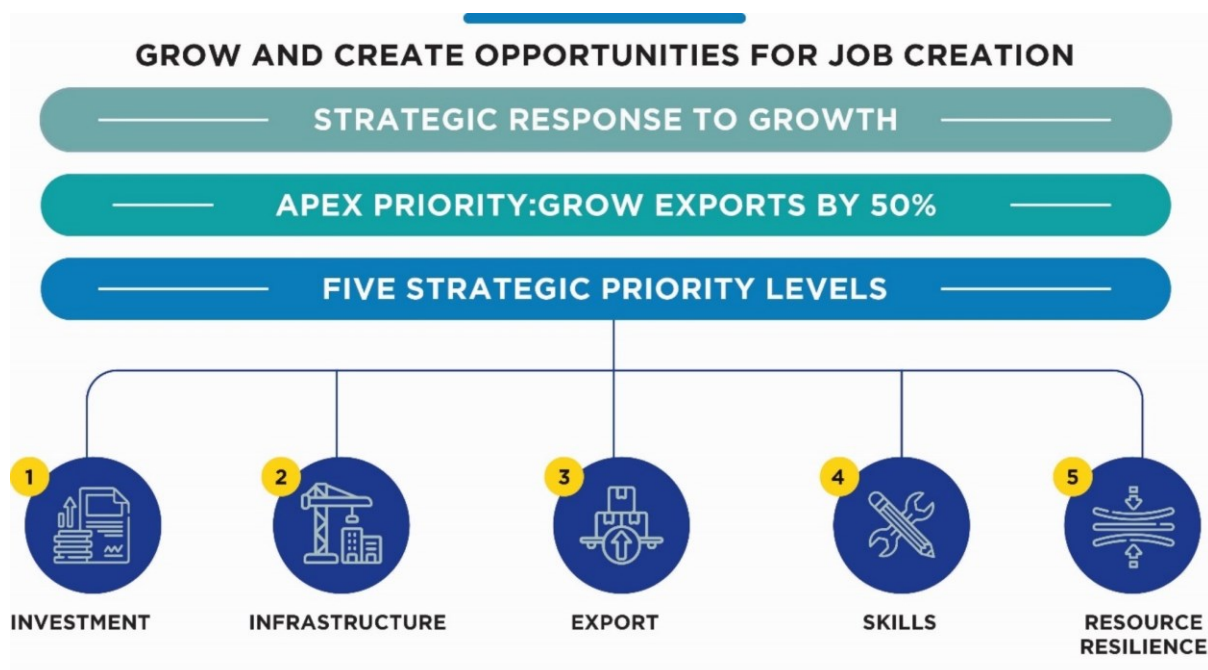 GROW AND CREATE OPPORTUNITIES FOR JOB CREATION
STRATEGIC RESPONSE TO GROWTH
APEX PRIORITY:GROW EXPORTS BY 50%
FIVE STRATEGIC PRIORITY LEVELS
1
2
3
4
5
INVESTMENT
INFRASTRUCTURE
EXPORT
SKILLS
RESOURCE
RESILIENCE